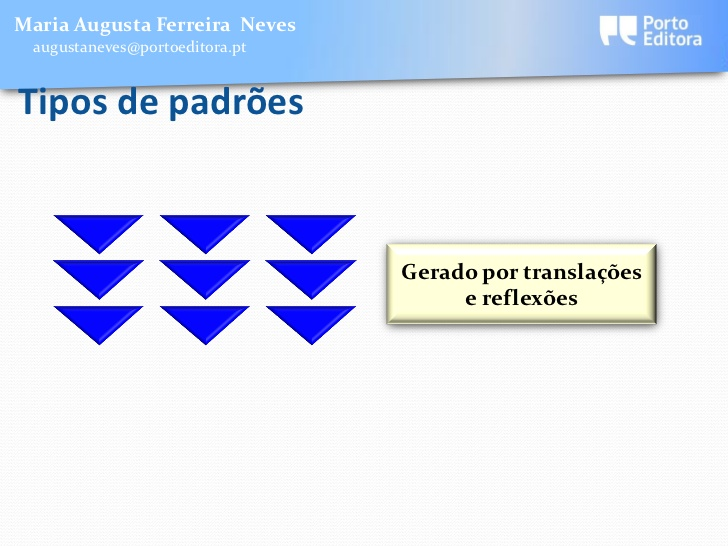 Maria Augusta Ferreira Neves
augustaneves@portoeditora.pt
Porto
Editora
Tipos de padrões
Gerado por translações
e reflexões